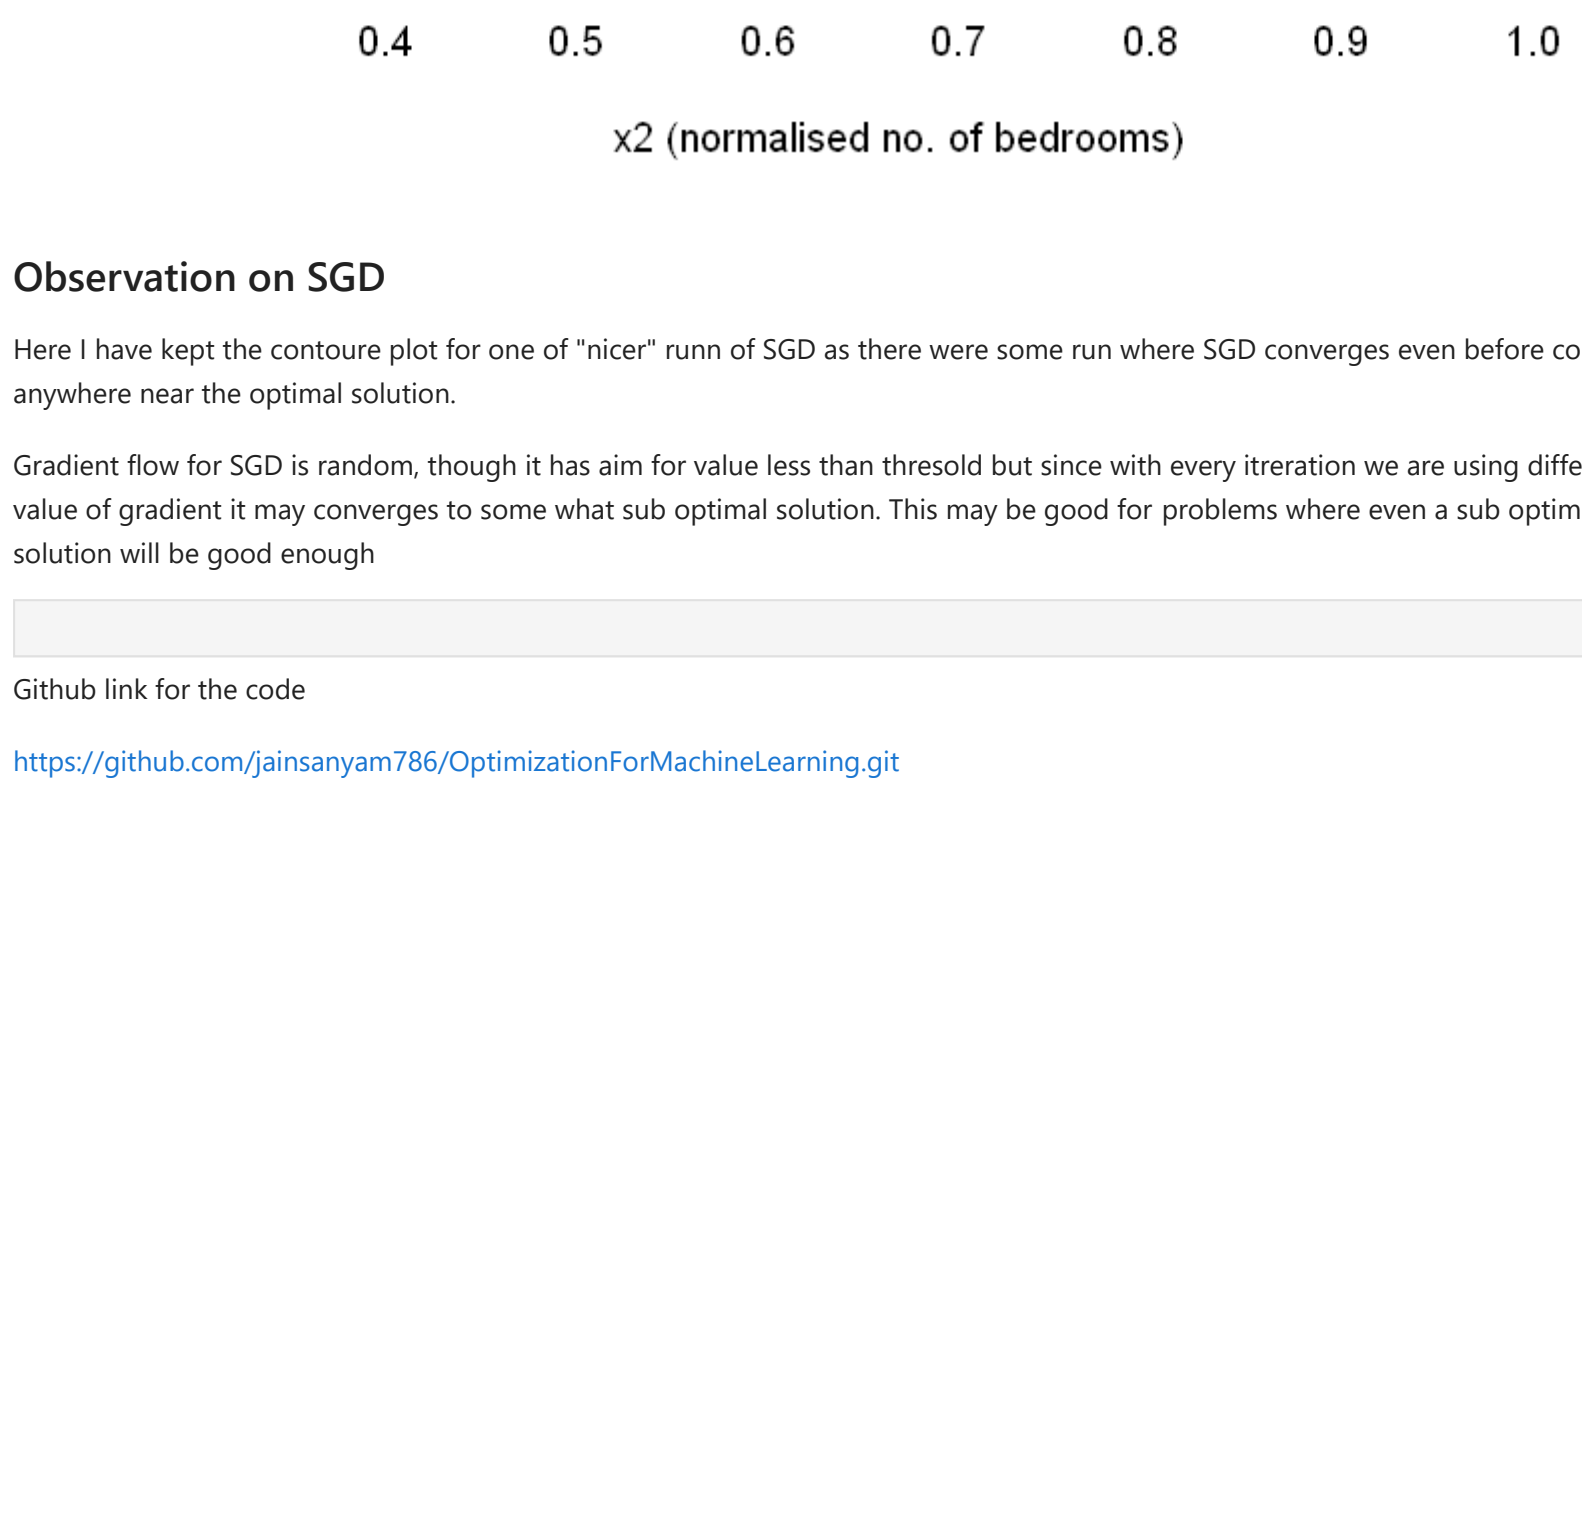 0.4 0.5 0.6 0.7 0.8 0.9 1.0
x2 (normalised no. of bedrooms)
Observation on SGD
Here I have kept the contoure plot for one of "nicer" runn of SGD as there were some run where SGD converges even before co
anywhere near the optimal solution.
Gradient flow for SGD is random, though it has aim for value less than thresold but since with every itreration we are using diffe
value of gradient it may converges to some what sub optimal solution. This may be good for problems where even a sub optim
solution will be good enough
Github link for the code
https://github.com/jainsanyam786/OptimizationForMachineLearning.git